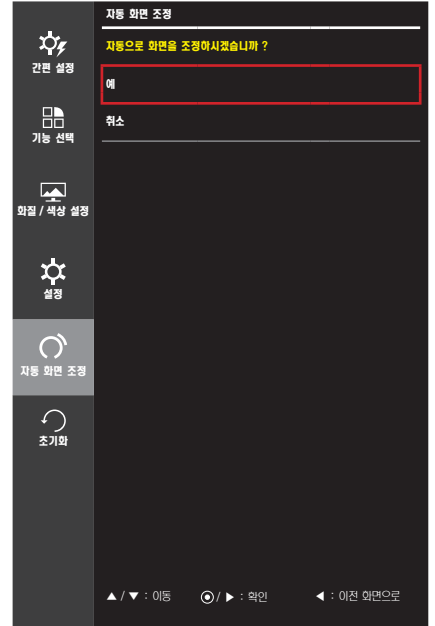 자동 화면 조정
자동으로 화면을 조정하시겠습니까 ?
예
취소
간편 설정
기능 선택
화질 / 색상 설정
설정
자동 화면 조정
초기화
▲ / ▼ : 이동 ⦿ / ▶ : 확인 ◀ : 이전 화면으로